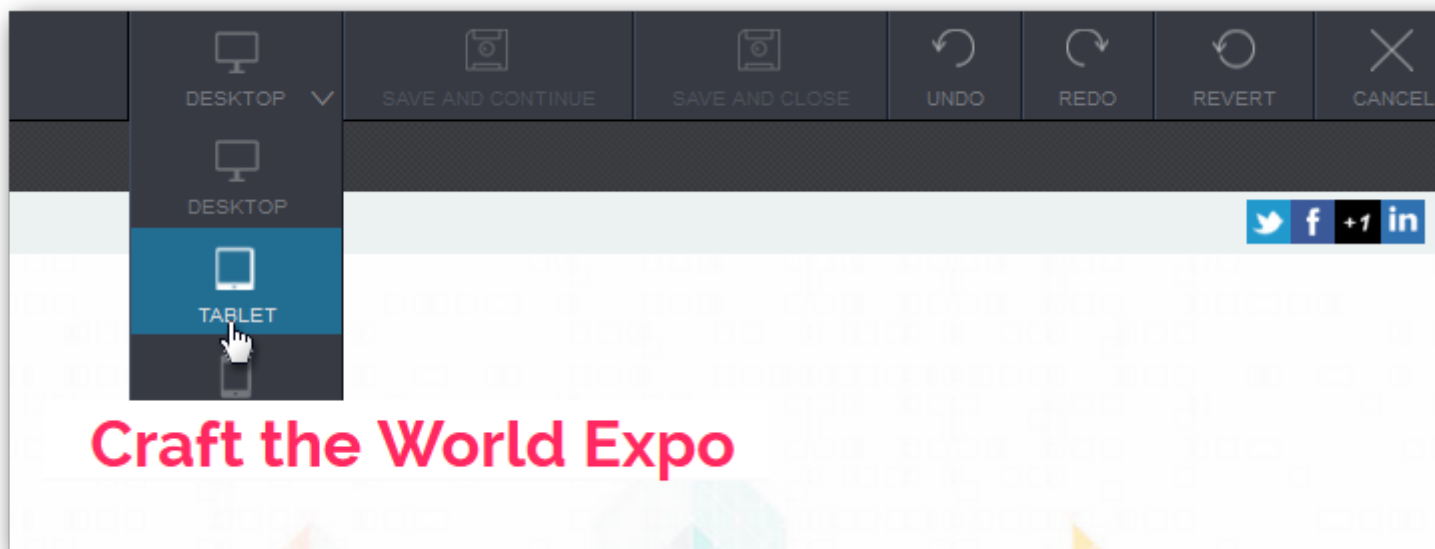 DESKTOP
SAVE AND CONTINUE
SAVE AND CLOSE
UNDO
REDO
REVERT
CANCEL
DESKTOP
TABLET
f +1 in
Craft the World Expo